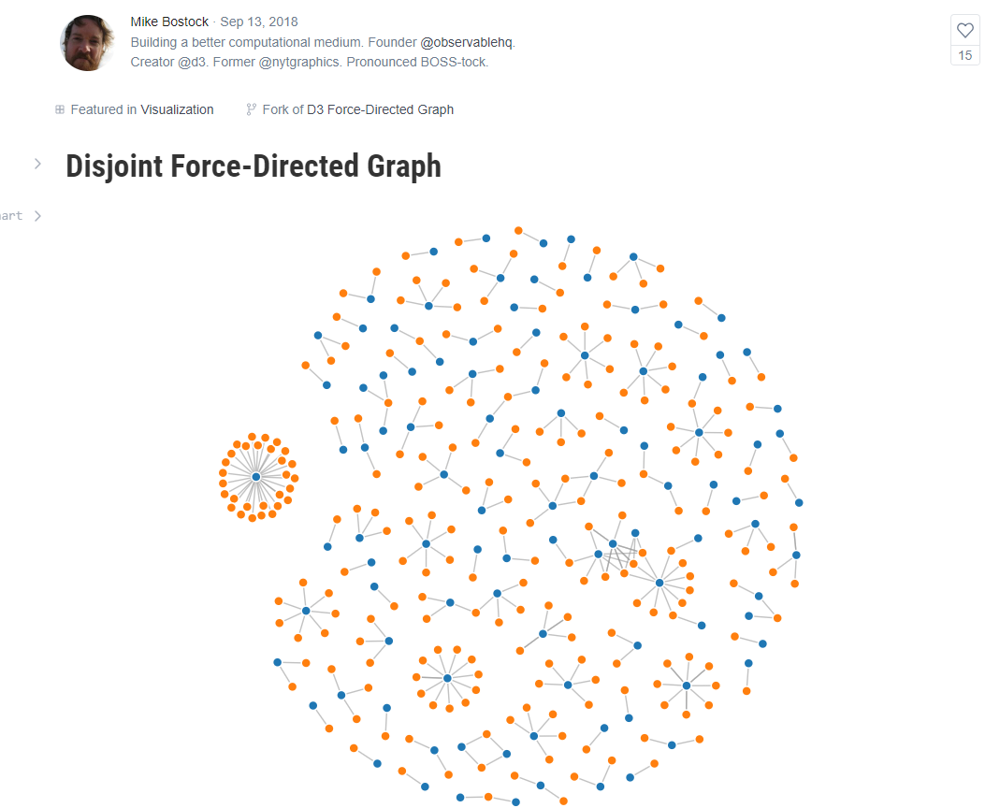 Mike Bostock · Sep 13, 2018
Building a better computational medium. Founder @observablehq.
Creator @d3. Former @nytgraphics. Pronounced BOSS-tock.
15
Featured in Visualization
Fork of D3 Force-Directed Graph
Disjoint Force-Directed Graph